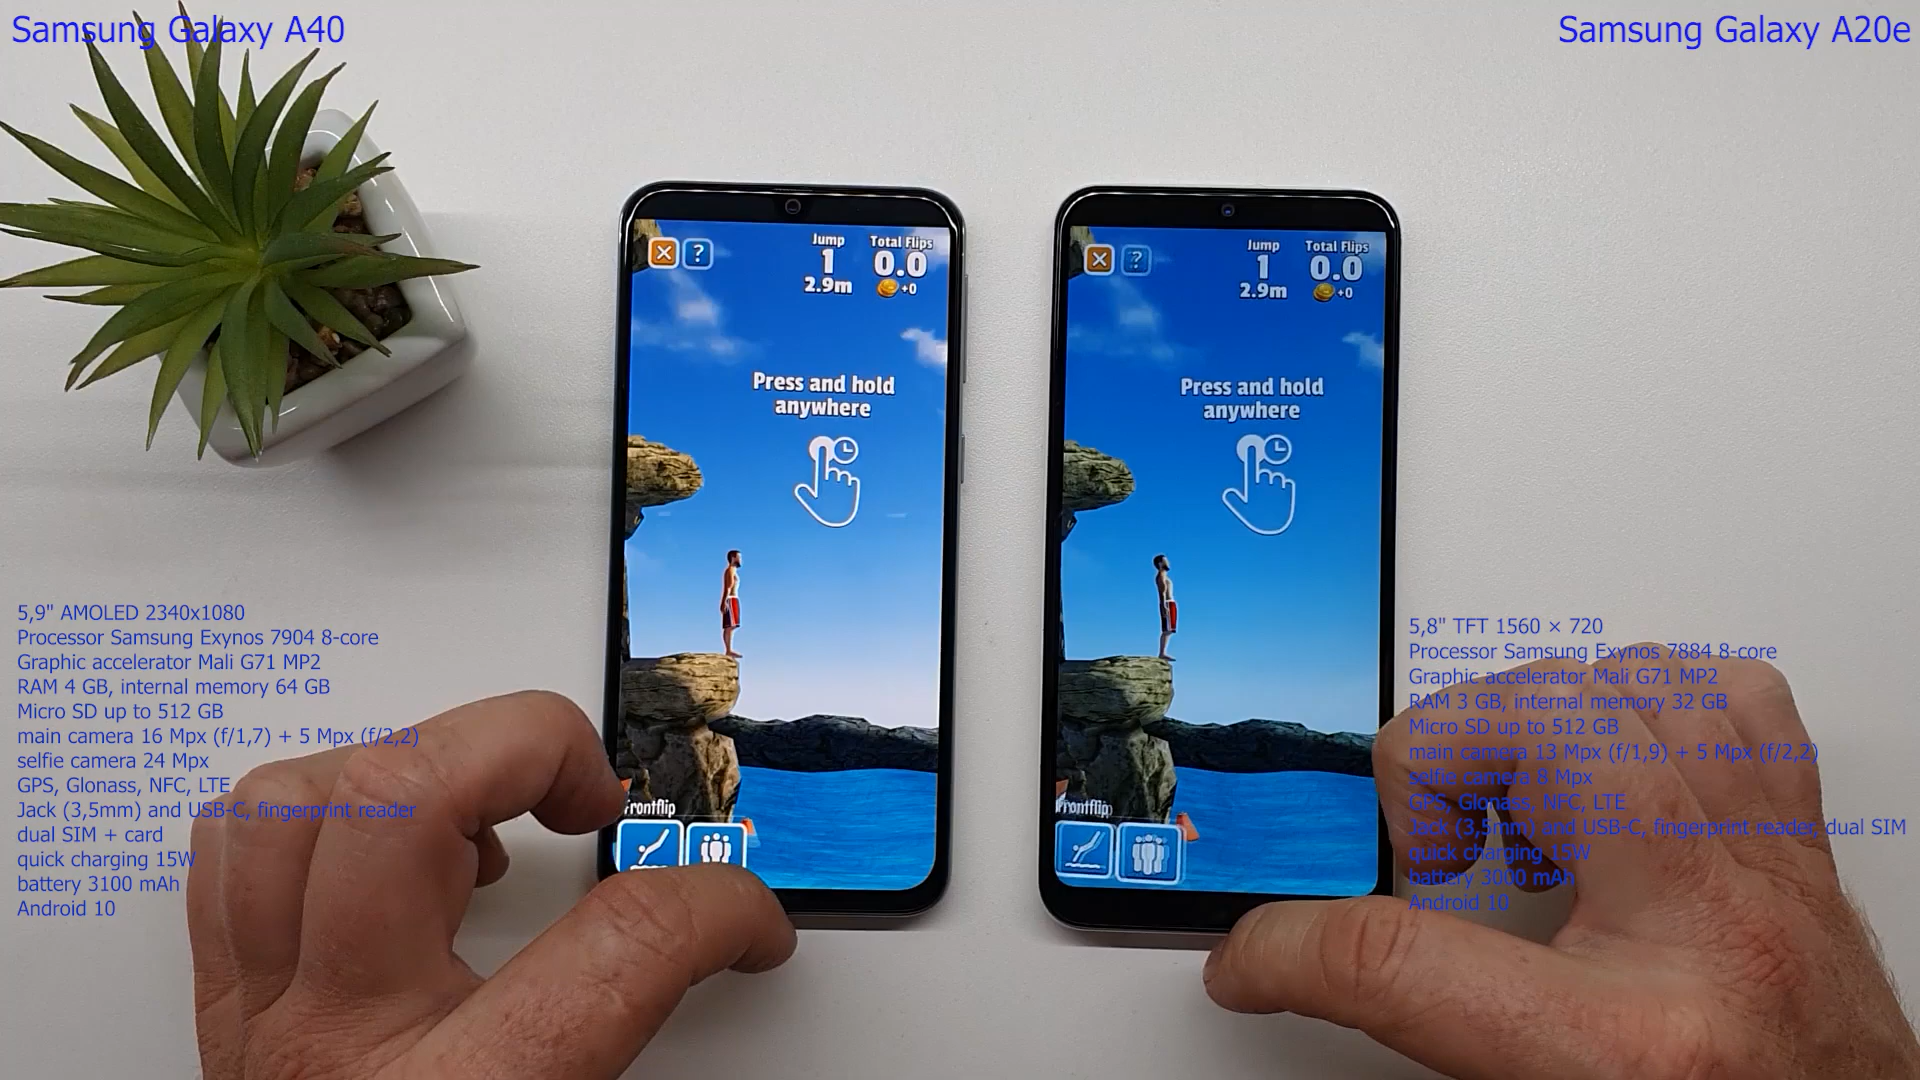 Samsung Galaxy A40
Samsung Galaxy A20e
Jump
1
2.9m
Total Flips
0.0
+0
?
Press and hold
anywhere
Frontflip
Jump
1
2.9m
Total Flips
0.0
+0
?
Press and hold
anywhere
Frontflip
5,9" AMOLED 2340x1080
Processor Samsung Exynos 7904 8-core
Graphic accelerator Mali G71 MP2
RAM 4 GB, internal memory 64 GB
Micro SD up to 512 GB
main camera 16 Mpx (f/1,7) + 5 Mpx (f/2,2)
selfie camera 24 Mpx
GPS, Glonass, NFC, LTE
Jack (3,5mm) and USB-C, fingerprint reader
dual SIM + card
quick charging 15W
battery 3100 mAh
Android 10
5,8" TFT 1560 × 720
Processor Samsung Exynos 7884 8-core
Graphic accelerator Mali G71 MP2
RAM 3 GB, internal memory 32 GB
Micro SD up to 512 GB
main camera 13 Mpx (f/1,9) + 5 Mpx (f/2,2)
selfie camera 8 Mpx
GPS, Glonass, NFC, LTE
Jack (3,5mm) and USB-C, fingerprint reader, dual SIM
quick charging 15W
battery 3000 mAh
Android 10